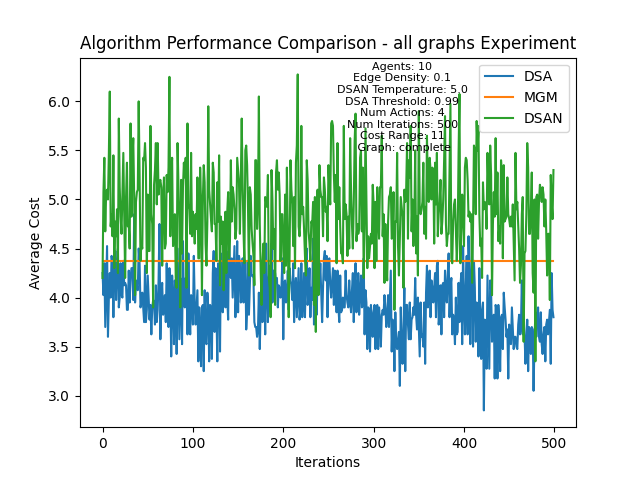 Algorithm Performance Comparison - all graphs Experiment
Agents: 10
Edge Density: 0.1
DSAN Temperature: 5.0
DSA Threshold: 0.99
Num Actions: 4
Num Iterations: 500
Cost Range: 11
Graph: complete
DSA
MGM
DSAN
Average Cost
6.0
5.5
5.0
4.5
4.0
3.5
3.0
0 100 200 300 400 500
Iterations